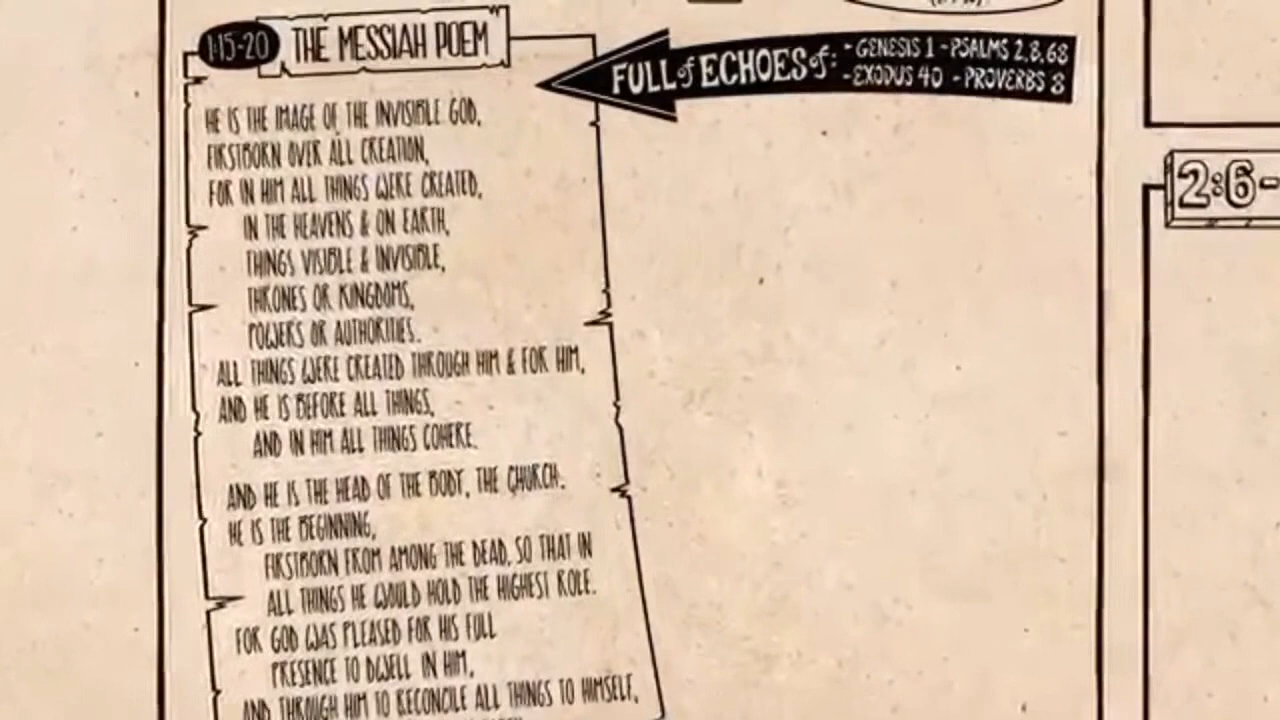 1:15-20 THE MESSIAH POEM
FULL of ECHOES of: - GENESIS 1 - PSALMS 2,8,68
- EXODUS 40 - PROVERBS 8
HE IS THE IMAGE OF THE INVISIBLE GOD,
FIRSTBORN OVER ALL CREATION,
FOR IN HIM ALL THINGS WERE CREATED,
IN THE HEAVENS & ON EARTH,
THINGS VISIBLE & INVISIBLE,
THRONES OR KINGDOMS,
POWERS OR AUTHORITIES.
ALL THINGS WERE CREATED THROUGH HIM & FOR HIM,
AND HE IS BEFORE ALL THINGS,
AND IN HIM ALL THINGS COHERE.
AND HE IS THE HEAD OF THE BODY, THE CHURCH.
HE IS THE BEGINNING,
FIRSTBORN FROM AMONG THE DEAD, SO THAT IN
ALL THINGS HE WOULD HOLD THE HIGHEST ROLE.
FOR GOD WAS PLEASED FOR HIS FULL
PRESENCE TO DWELL IN HIM,
AND THROUGH HIM TO RECONCILE ALL THINGS TO HIMSELF,
2:6-